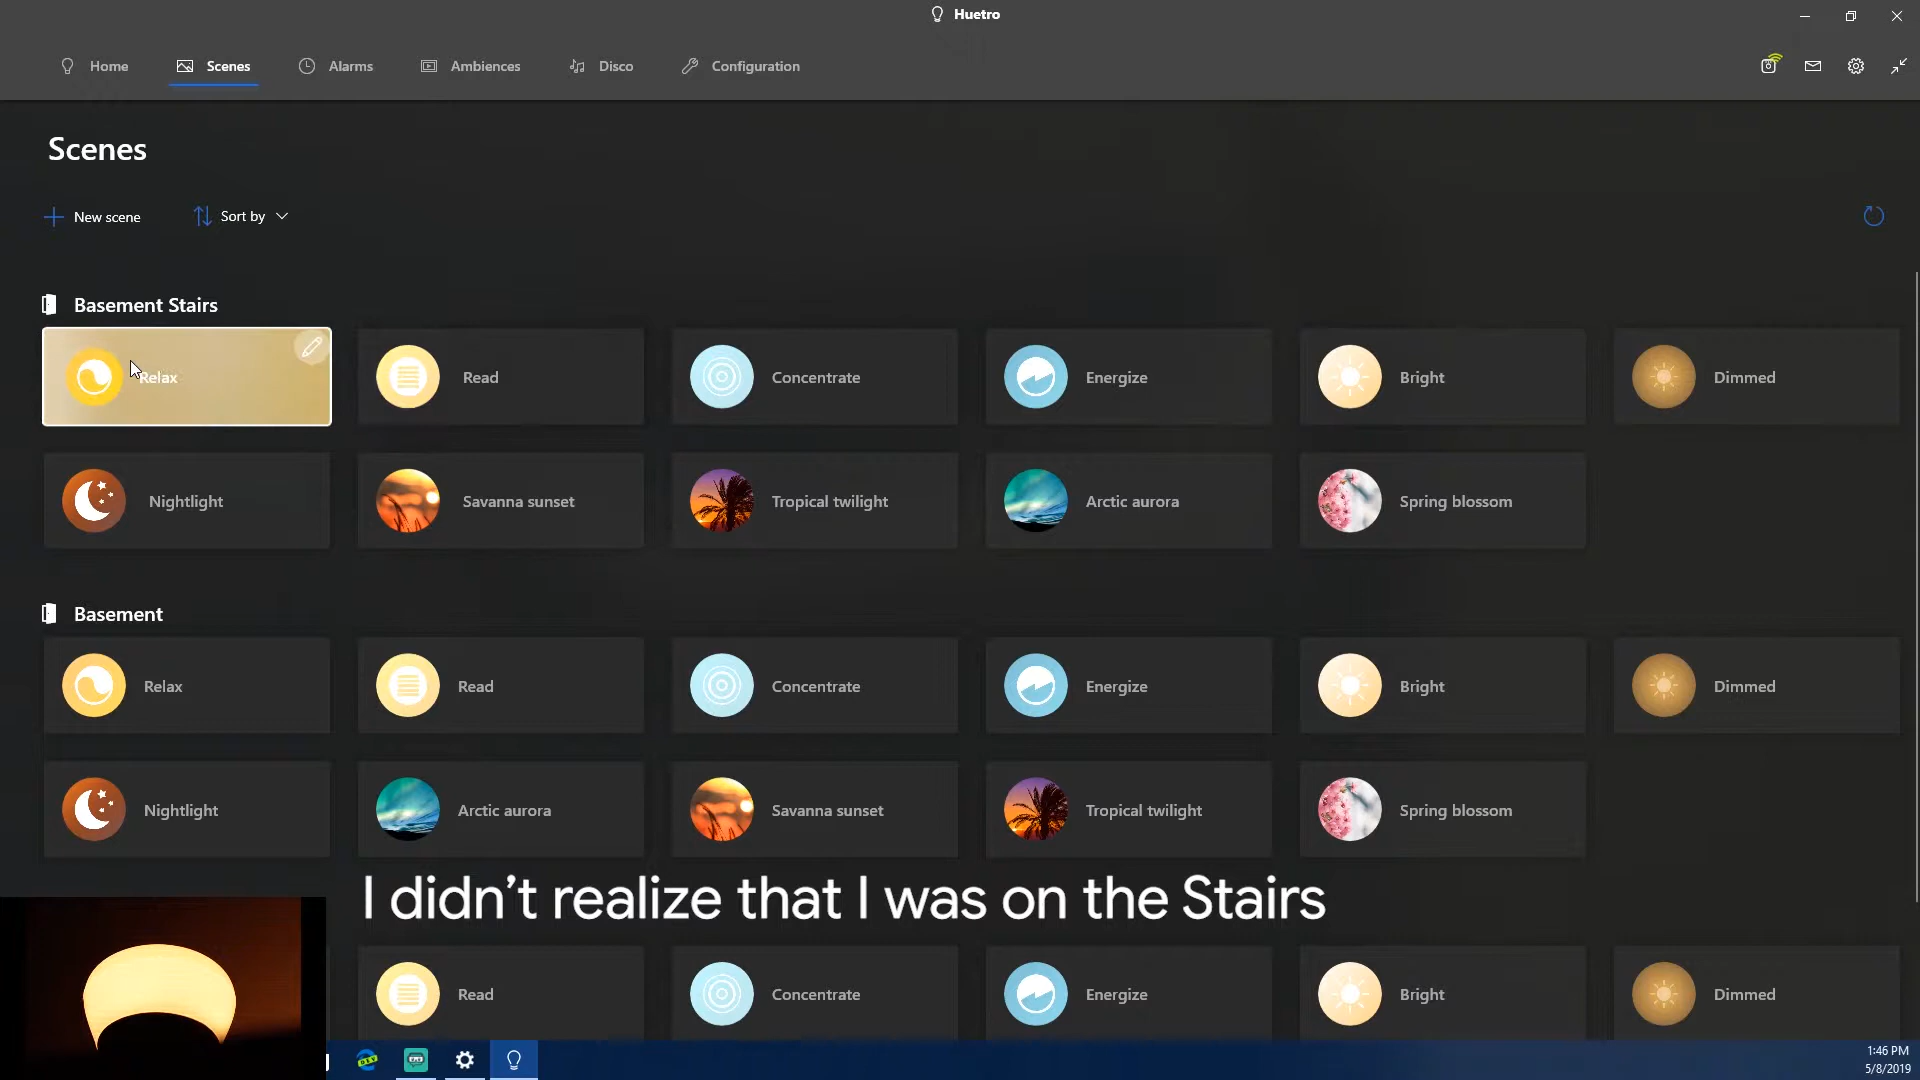 Huetro
Home Scenes Alarms Ambiences Disco Configuration
Scenes
New scene Sort by
Basement Stairs
Relax Read Concentrate Energize Bright Dimmed
Nightlight Savanna sunset Tropical twilight Arctic aurora Spring blossom
Basement
Relax Read Concentrate Energize Bright Dimmed
Nightlight Arctic aurora Savanna sunset Tropical twilight Spring blossom
I didn’t realize that I was on the Stairs
Read Concentrate Energize Bright Dimmed
1:46 PM
5/8/2019